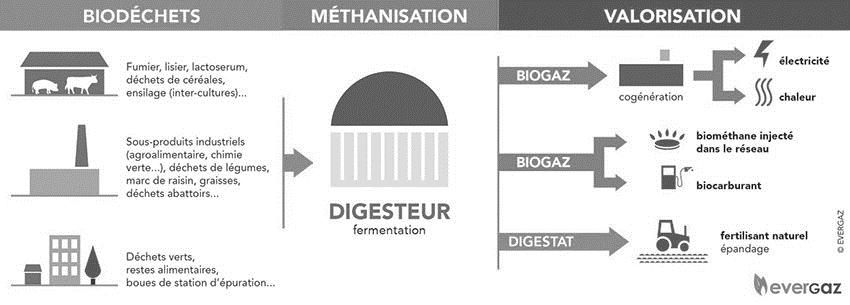 BIODÉCHETS
MÉTHANISATION
VALORISATION
Fumier, lisier, lactoserum,
déchets de céréales,
ensilage (inter-cultures)...
Sous-produits industriels
(agroalimentaire, chimie
verte...), déchets de légumes,
marc de raisin, graisses,
déchets abattoirs...
Déchets verts,
restes alimentaires,
boues de station d'épuration...
DIGESTEUR
fermentation
BIOGAZ
cogénération
électricité
chaleur
BIOGAZ
biométhane injecté
dans le réseau
biocarburant
DIGESTAT
fertilisant naturel
épandage
© EVERGAZ
evergaz